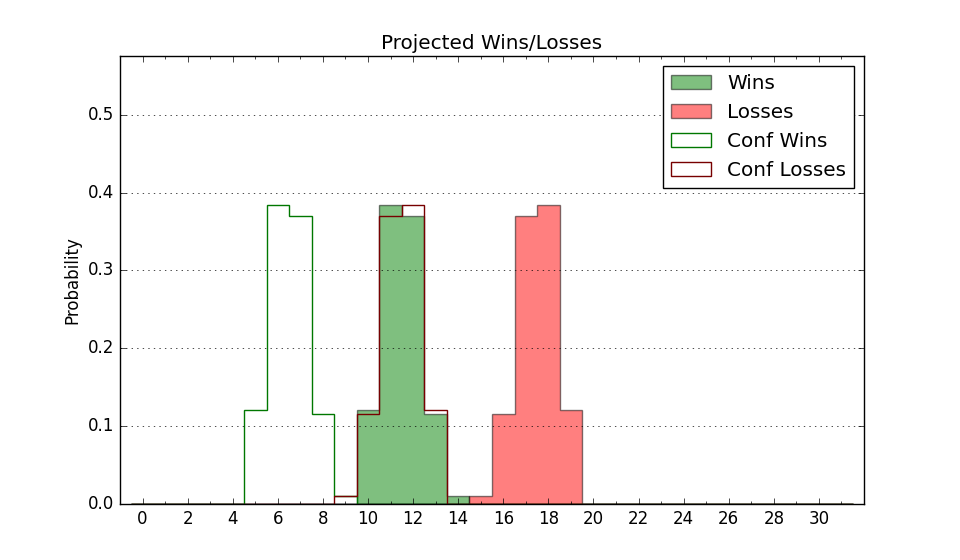 Projected Wins/Losses
Wins
Losses
Conf Wins
Conf Losses
Probability
0.5
0.4
0.3
0.2
0.1
0.0
0 2 4 6 8 10 12 14 16 18 20 22 24 26 28 30